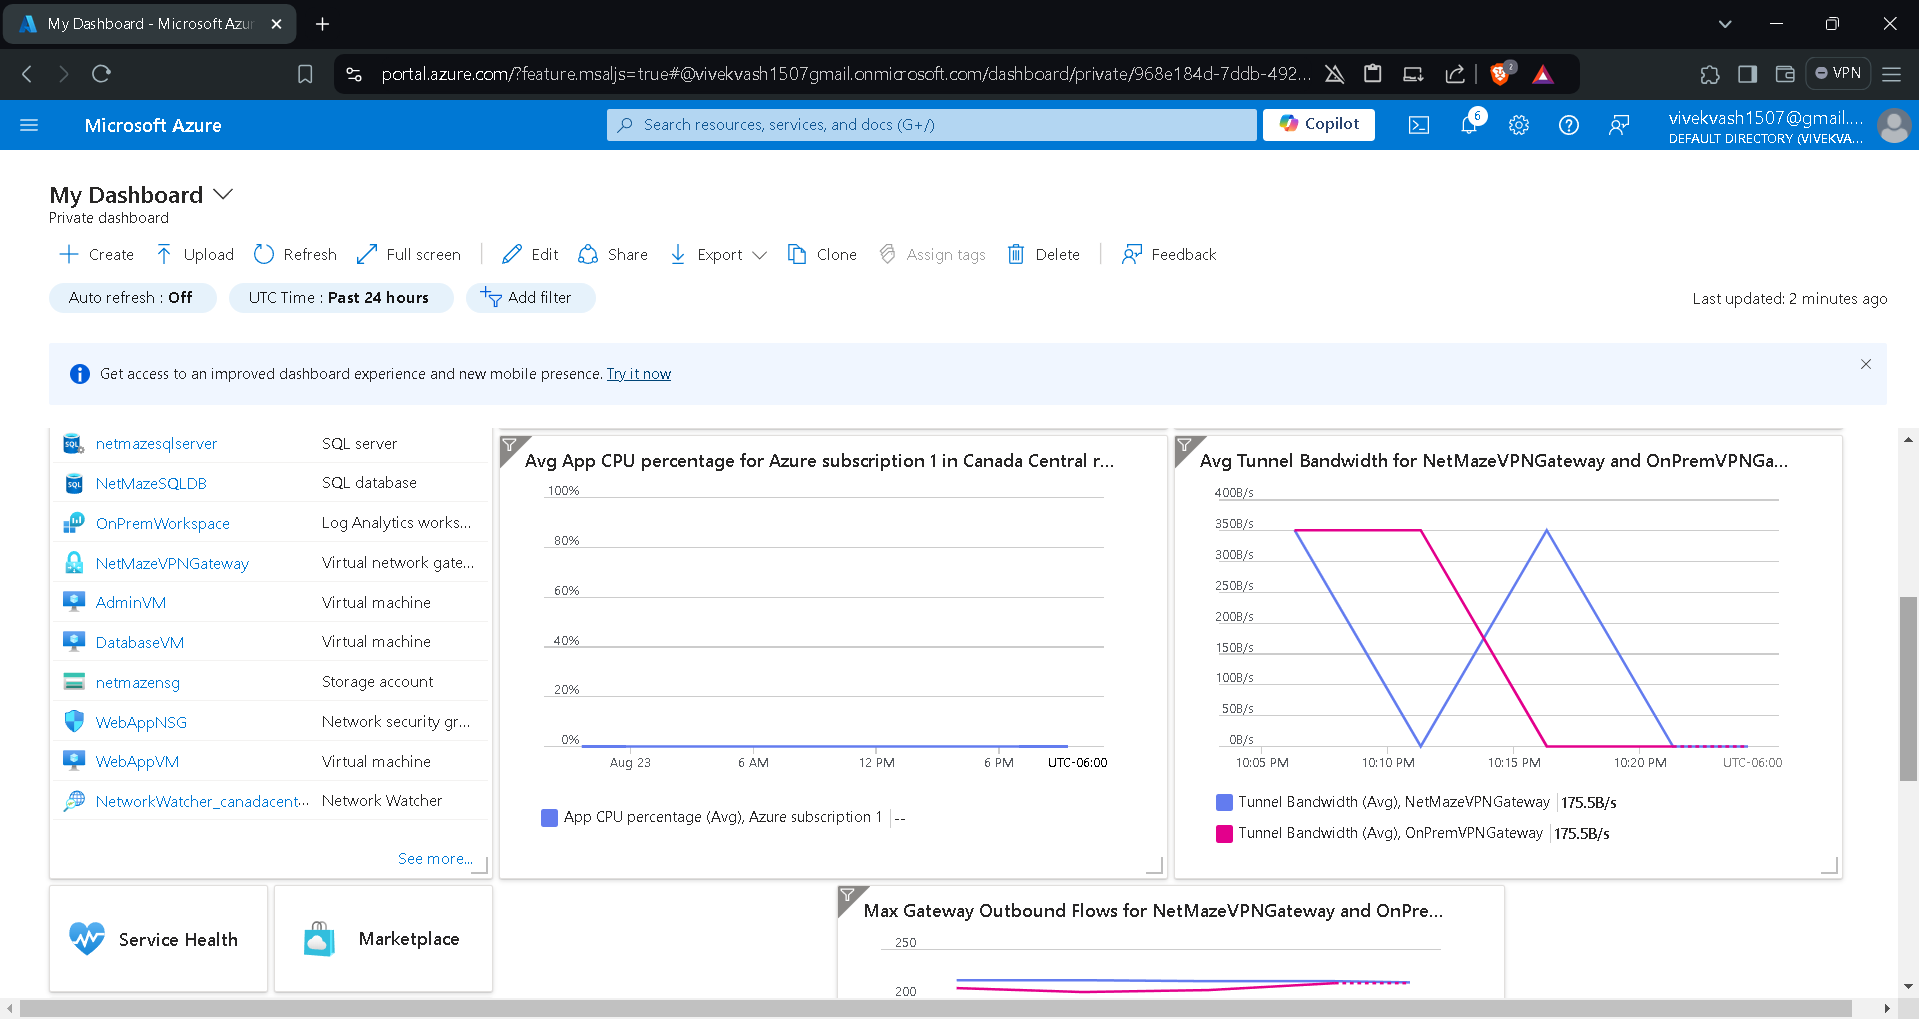 My Dashboard - Microsoft Azur
portal.azure.com/?feature.msaljs=true#@vivekvash1507gmail.onmicrosoft.com/dashboard/private/968e184d-7ddb-492...
2
VPN
Microsoft Azure
Search resources, services, and docs (G+/)
Copilot
6
vivekvash1507@gmail....
DEFAULT DIRECTORY (VIVEKVA...
My Dashboard
Private dashboard
Create
Upload
Refresh
Full screen
Edit
Share
Export
Clone
Assign tags
Delete
Feedback
Auto refresh : Off
UTC Time : Past 24 hours
Add filter
Last updated: 2 minutes ago
Get access to an improved dashboard experience and new mobile presence. Try it now
netmazesqlserver SQL server
NetMazeSQLDB SQL database
OnPremWorkspace Log Analytics works...
NetMazeVPNGateway Virtual network gate...
AdminVM Virtual machine
DatabaseVM Virtual machine
netmazensg Storage account
WebAppNSG Network security gr...
WebAppVM Virtual machine
NetworkWatcher_canadacent... Network Watcher
See more...
Avg App CPU percentage for Azure subscription 1 in Canada Central r...
100%
80%
60%
40%
20%
0%
Aug 23 6 AM 12 PM 6 PM UTC-06:00
App CPU percentage (Avg), Azure subscription 1 --
Avg Tunnel Bandwidth for NetMazeVPNGateway and OnPremVPNGa...
400B/s
350B/s
300B/s
250B/s
200B/s
150B/s
100B/s
50B/s
0B/s
10:05 PM 10:10 PM 10:15 PM 10:20 PM UTC-06:00
Tunnel Bandwidth (Avg), NetMazeVPNGateway 175.5B/s
Tunnel Bandwidth (Avg), OnPremVPNGateway 175.5B/s
Service Health
Marketplace
Max Gateway Outbound Flows for NetMazeVPNGateway and OnPre...
250
200